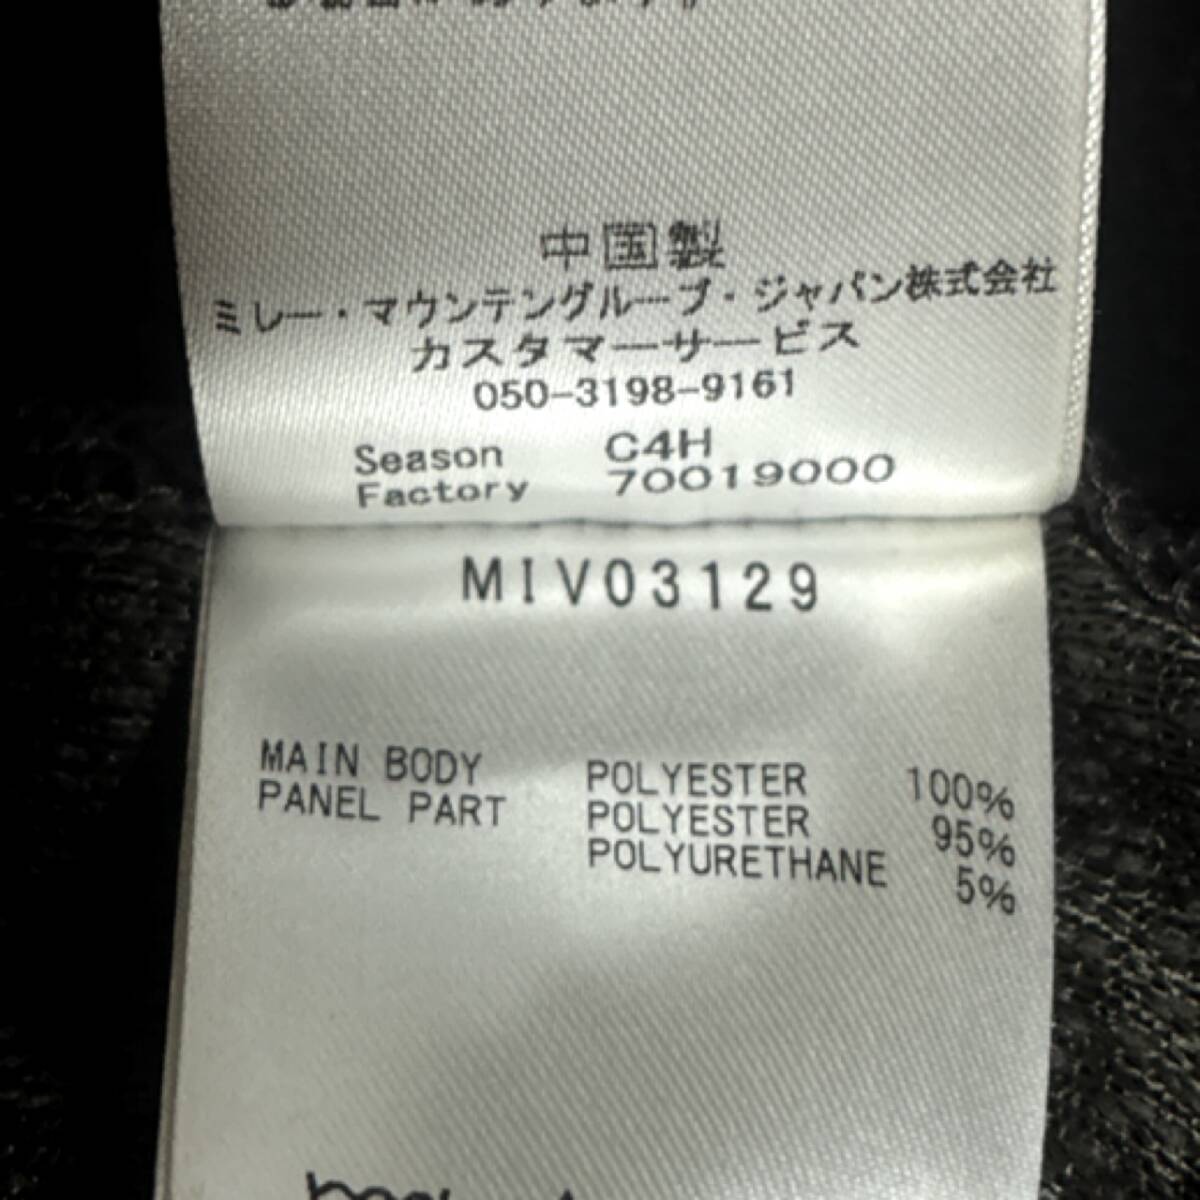 中国製
ミレー・マウンテングループ・ジャパン株式会社
カスタマーサービス
050-3198-9161
Season C4H
Factory 70019000
MIV03129
MAIN BODY POLYESTER 100%
PANEL PART POLYESTER 95%
POLYURETHANE 5%